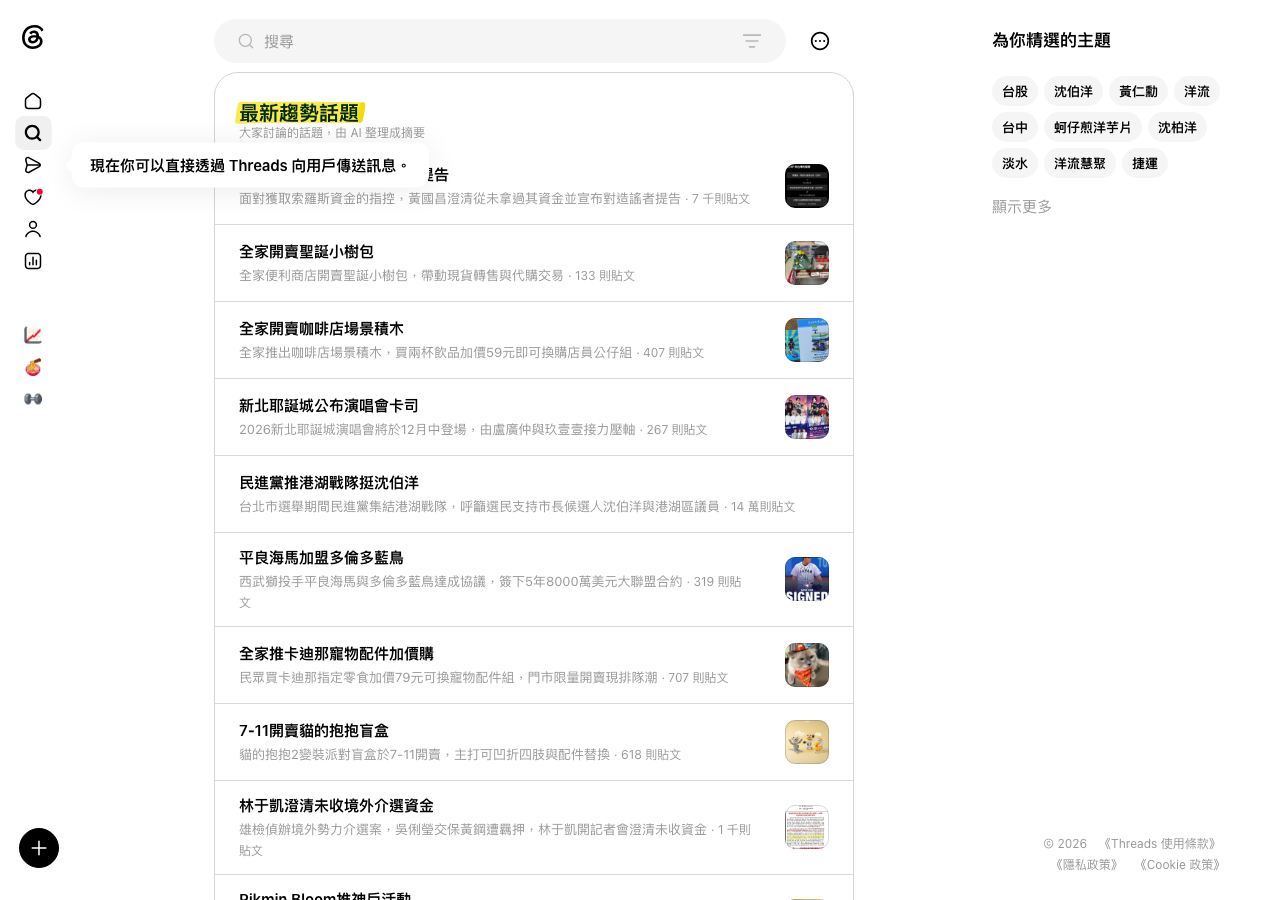 搜尋
最新趨勢話題
大家討論的話題，由 AI 整理成摘要
現在你可以直接透過 Threads 向用戶傳送訊息。
提告
面對獲取索羅斯資金的指控，黃國昌澄清從未拿過其資金並宣布對造謠者提告 · 7 千則貼文
全家開賣聖誕小樹包
全家便利商店開賣聖誕小樹包，帶動現貨轉售與代購交易 · 133 則貼文
全家開賣咖啡店場景積木
全家推出咖啡店場景積木，買兩杯飲品加價59元即可換購店員公仔組 · 407 則貼文
新北耶誕城公布演唱會卡司
2026新北耶誕城演唱會將於12月中登場，由盧廣仲與玖壹壹接力壓軸 · 267 則貼文
民進黨推港湖戰隊挺沈伯洋
台北市選舉期間民進黨集結港湖戰隊，呼籲選民支持市長候選人沈伯洋與港湖區議員 · 14 萬則貼文
平良海馬加盟多倫多藍鳥
西武獅投手平良海馬與多倫多藍鳥達成協議，簽下5年8000萬美元大聯盟合約 · 319 則貼
文
SIGNED
全家推卡迪那寵物配件加價購
民眾買卡迪那指定零食加價79元可換寵物配件組，門市限量開賣現排隊潮 · 707 則貼文
7-11開賣貓的抱抱盲盒
貓的抱抱2變裝派對盲盒於7-11開賣，主打可凹折四肢與配件替換 · 618 則貼文
林于凱澄清未收境外介選資金
雄檢偵辦境外勢力介選案，吳俐瑩交保黃鋼遭羈押，林于凱開記者會澄清未收資金 · 1 千則
貼文
Pikmin Bloom推神戶活動
為你精選的主題
台股 沈伯洋 黃仁勳 洋流
台中 蚵仔煎洋芋片 沈柏洋
淡水 洋流慧聚 捷運
顯示更多
© 2026 《Threads 使用條款》
《隱私政策》 《Cookie 政策》